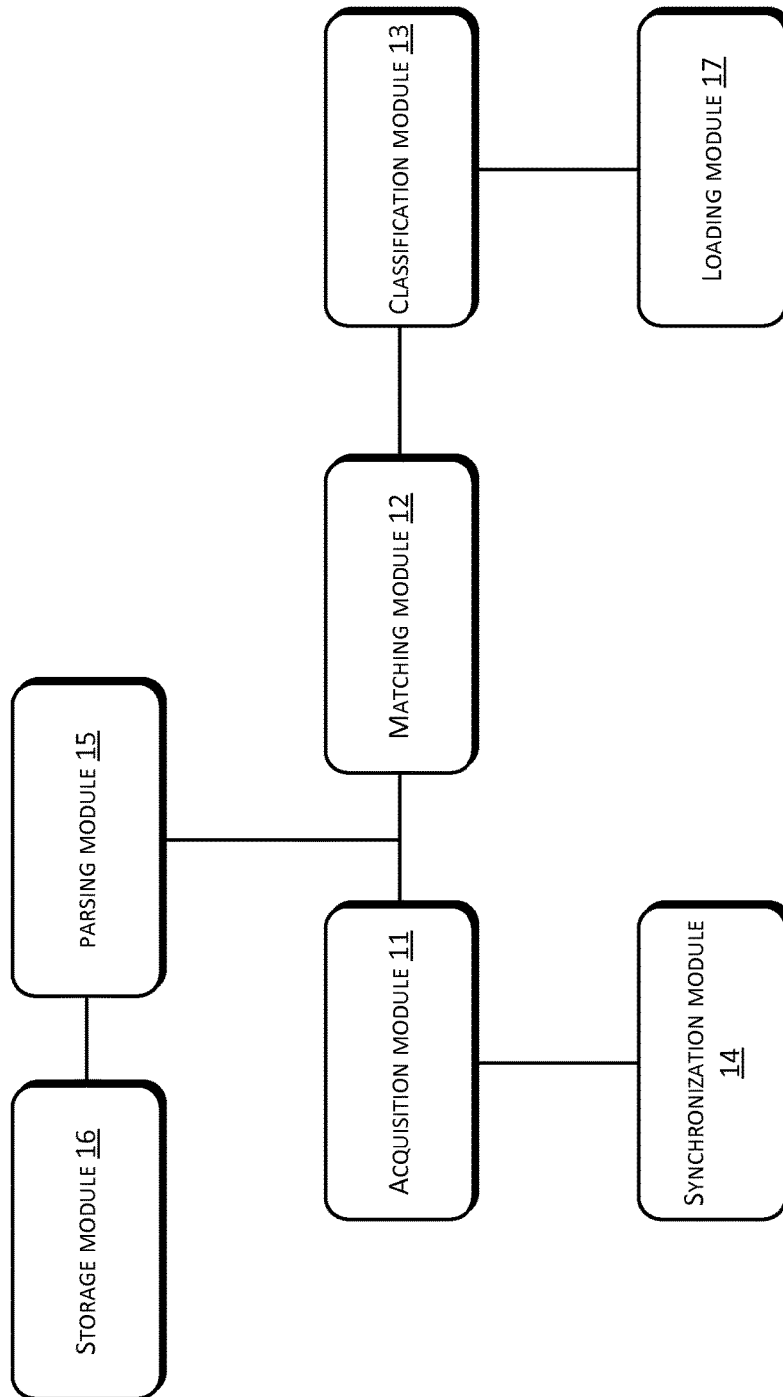 STORAGE MODULE 16
PARSING MODULE 15
ACQUISITION MODULE 11
MATCHING MODULE 12
CLASSIFICATION MODULE 13
SYNCHRONIZATION MODULE
14
LOADING MODULE 17